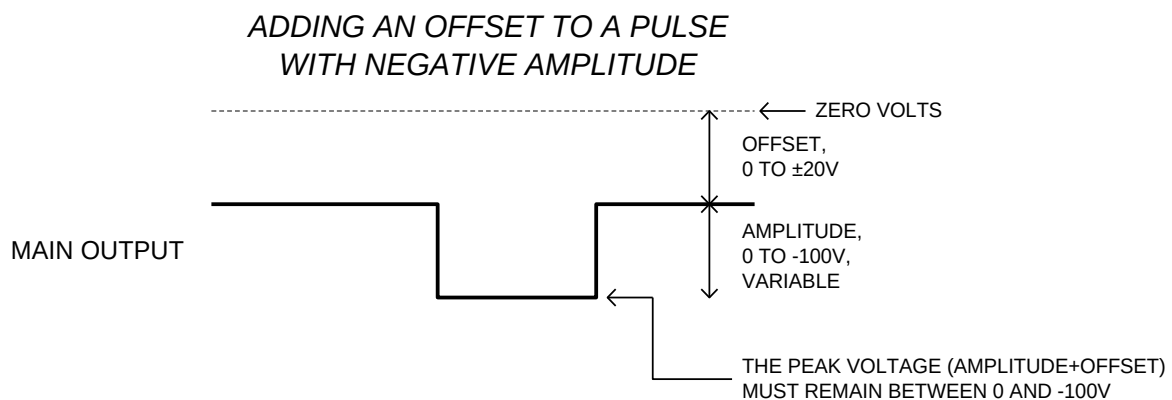 ADDING AN OFFSET TO A PULSE
WITH NEGATIVE AMPLITUDE
ZERO VOLTS
OFFSET,
0 TO ±20V
MAIN OUTPUT
AMPLITUDE,
0 TO -100V,
VARIABLE
THE PEAK VOLTAGE (AMPLITUDE+OFFSET)
MUST REMAIN BETWEEN 0 AND -100V